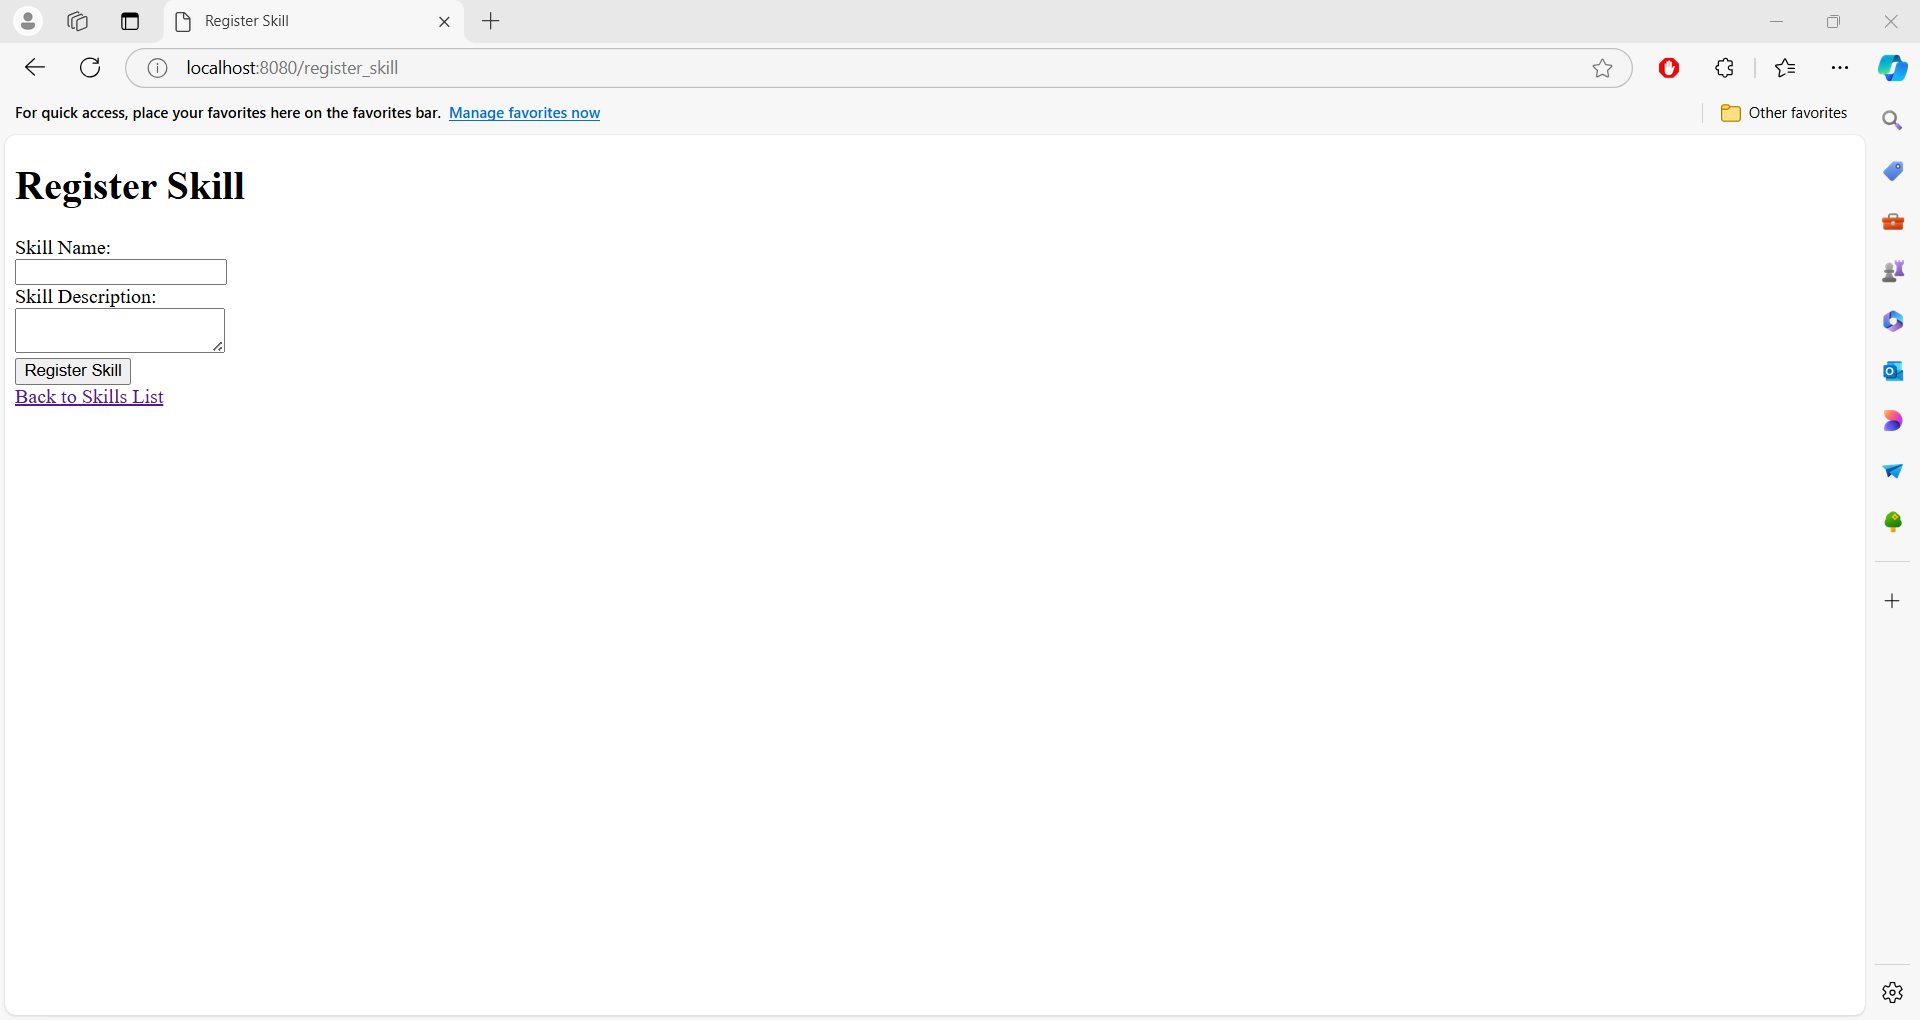 Register Skill
localhost:8080/register_skill
For quick access, place your favorites here on the favorites bar. Manage favorites now
Other favorites
Register Skill
Skill Name:
Skill Description:
Register Skill
Back to Skills List